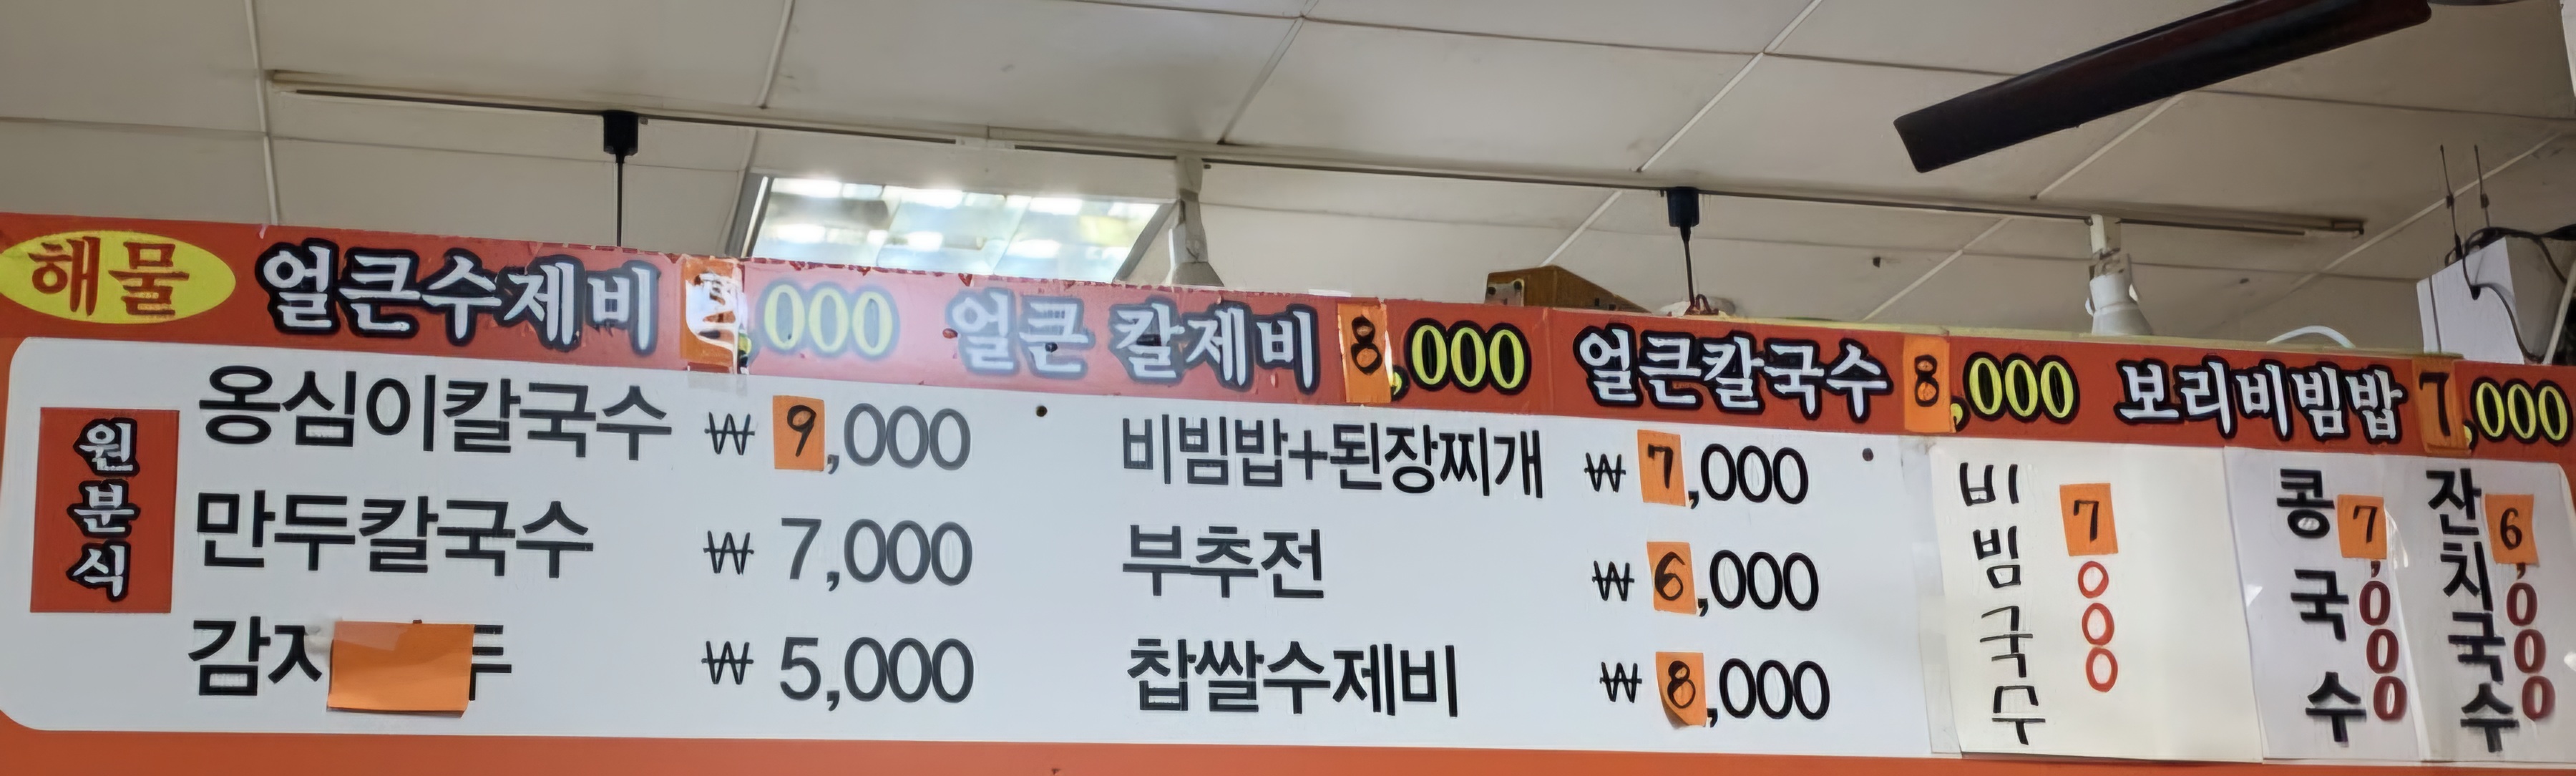 해물 얼큰수제비 ,000 얼큰 칼제비 8,000 얼큰칼국수 8,000 보리비빔밥 7,000
원분식
옹심이칼국수 ₩ 9,000
만두칼국수 ₩ 7,000
₩ 5,000
비빔밥+된장찌개 ₩ 7,000
부추전 ₩ 6,000
찹쌀수제비 ₩ 8,000
비빔국수 7000
콩국수 7,000
잔치국수 6,000